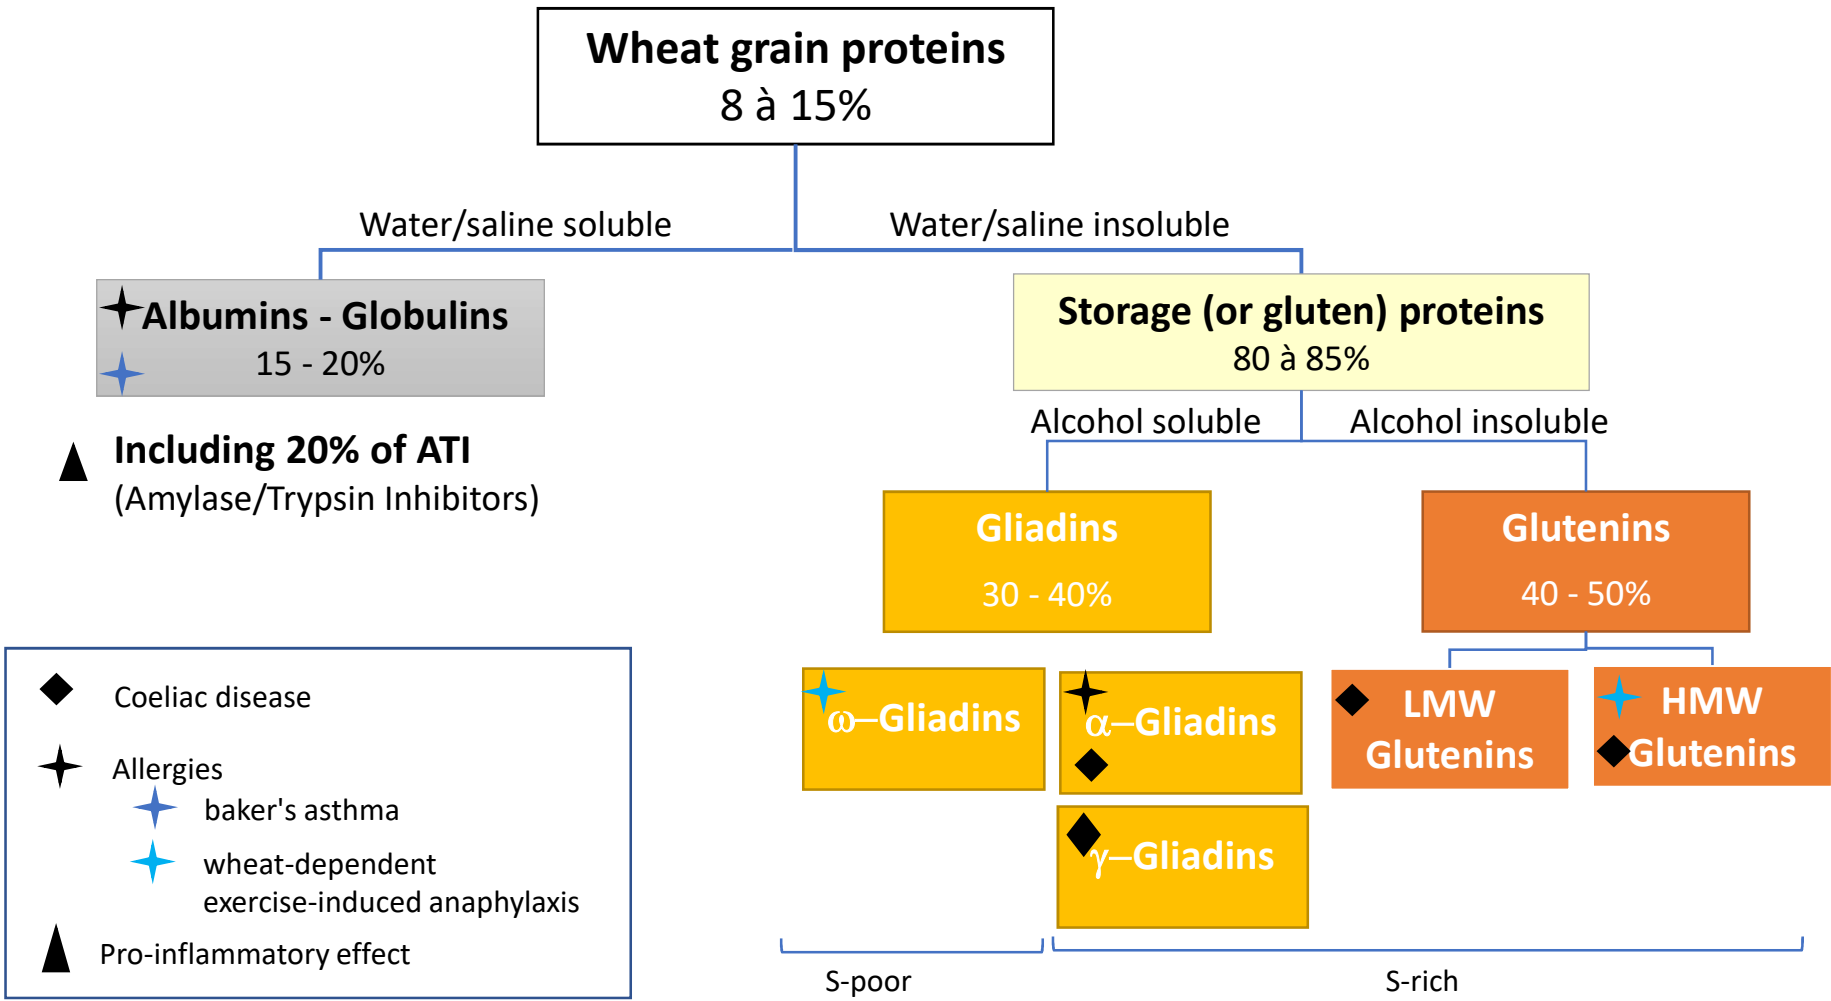 Wheat grain proteins
8 à 15%
Water/saline soluble
Water/saline insoluble
Albumins - Globulins
15 - 20%
Storage (or gluten) proteins
80 à 85%
Including 20% of ATI
(Amylase/Trypsin Inhibitors)
Alcohol soluble
Alcohol insoluble
Gliadins
30 - 40%
Glutenins
40 - 50%
ω–Gliadins
α–Gliadins
γ–Gliadins
LMW
Glutenins
HMW
Glutenins
S-poor
S-rich
Coeliac disease
Allergies
baker's asthma
wheat-dependent
exercise-induced anaphylaxis
Pro-inflammatory effect